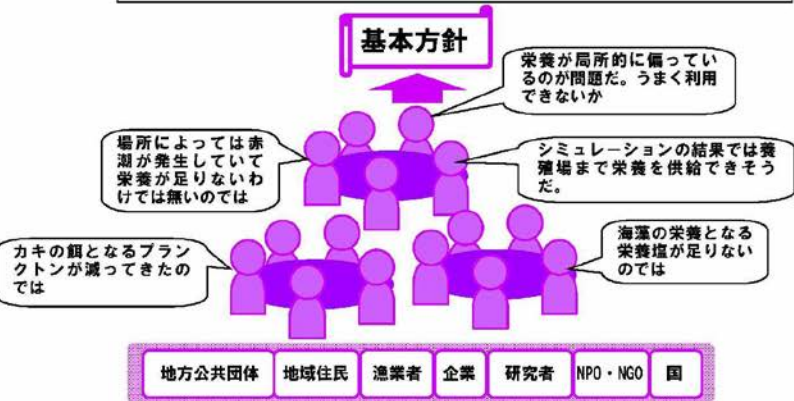 基本方針
栄養が局所的に偏ってい
るのが問題だ。うまく利用
できないか
場所によっては赤
潮が発生していて
栄養が足りないわ
けでは無いのでは
シミュレーションの結果では養
殖場まで栄養を供給できそう
だ。
カキの餌となるプラン
クトンが減ってきたの
では
海藻の栄養となる
栄養塩が足りない
のでは
地方公共団体 地域住民 漁業者 企業 研究者 NPO・NGO 国